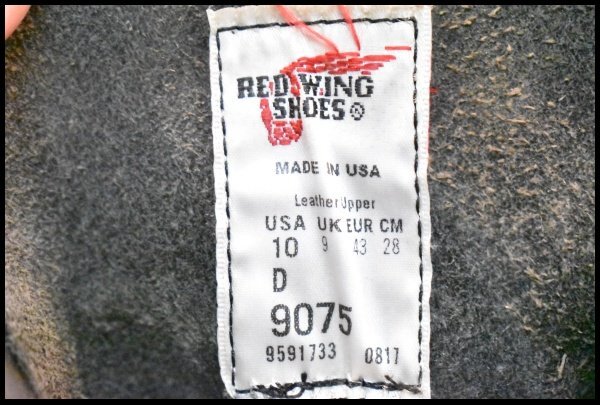 RED WING
SHOES®
MADE IN USA
Leather Upper
USA UK EUR CM
10 9 43 28
D
9075
9591733 0817